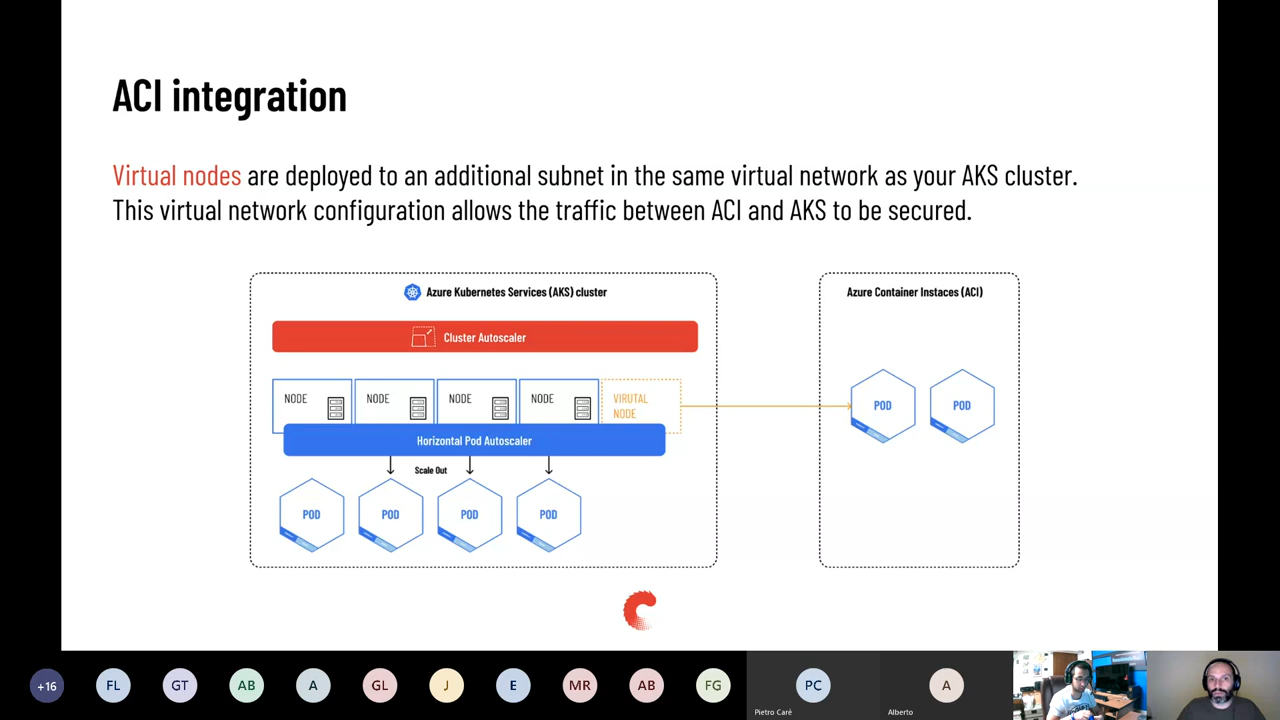 ACI integration
Virtual nodes are deployed to an additional subnet in the same virtual network as your AKS cluster.
This virtual network configuration allows the traffic between ACI and AKS to be secured.
Azure Kubernetes Services (AKS) cluster
Cluster Autoscaler
NODE
NODE
NODE
NODE
VIRUTAL
NODE
Horizontal Pod Autoscaler
Scale Out
POD
POD
POD
POD
Azure Container Instaces (ACI)
POD
POD
+16
FL
GT
AB
A
GL
J
E
MR
AB
FG
PC
Pietro Carè
A
Alberto